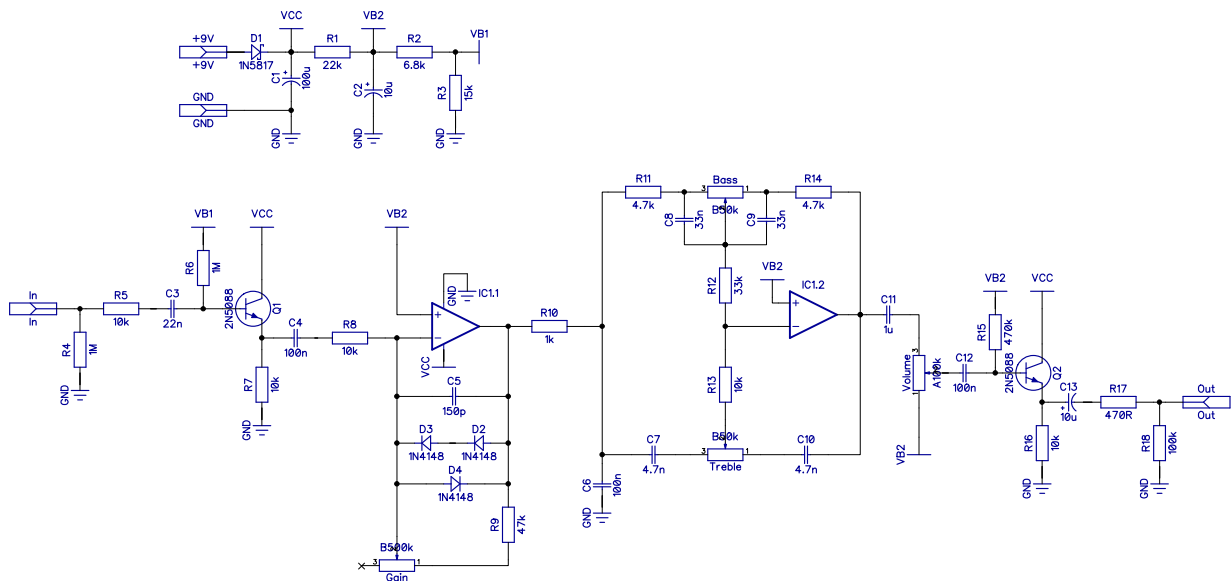 VCC
VB2
+9V
D1
R1
R2
VB1
+9V
1N5817
22k
6.8k
C1
100u
C2
10u
R3
15k
GND
GND
GND
GND
GND
R11
Bass
R14
4.7k
3
1
B50k
4.7k
C8
33n
C9
33n
VB1
VCC
VB2
R6
1M
R12
33k
VB2
IC1.2
GND
IC1.1
VB2
VCC
In
R5
C3
In
10k
22n
2N5088
Q1
C4
R8
100n
10k
R10
1k
C11
1u
R15
470k
R4
1M
R7
10k
VCC
C5
150p
R13
10k
Volume
3
1
A100k
C12
100n
2N5088
Q2
C13
10u
R17
470R
Out
Out
GND
GND
D3
D2
1N4148
1N4148
C7
3
B50k
1
C10
4.7n
Treble
4.7n
VB2
R16
10k
R18
100k
D4
1N4148
C6
100n
GND
GND
GND
R9
47k
B500k
3
1
Gain